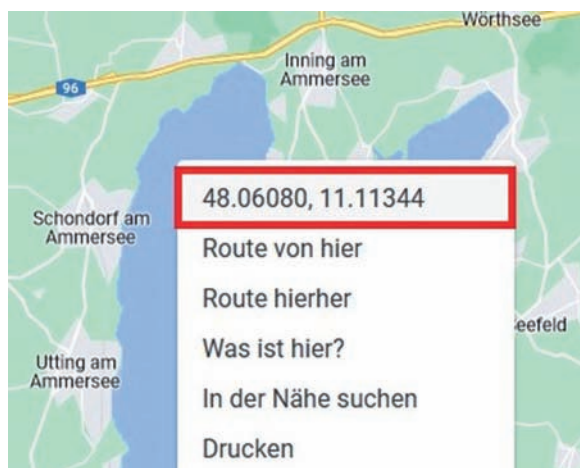 Wörthsee
Inning am
Ammersee
96
48.06080, 11.11344
Schondorf am
Ammersee
Route von hier
Route hierher
eefeld
Was ist hier?
Utting am
Ammersee
In der Nähe suchen
Drucken